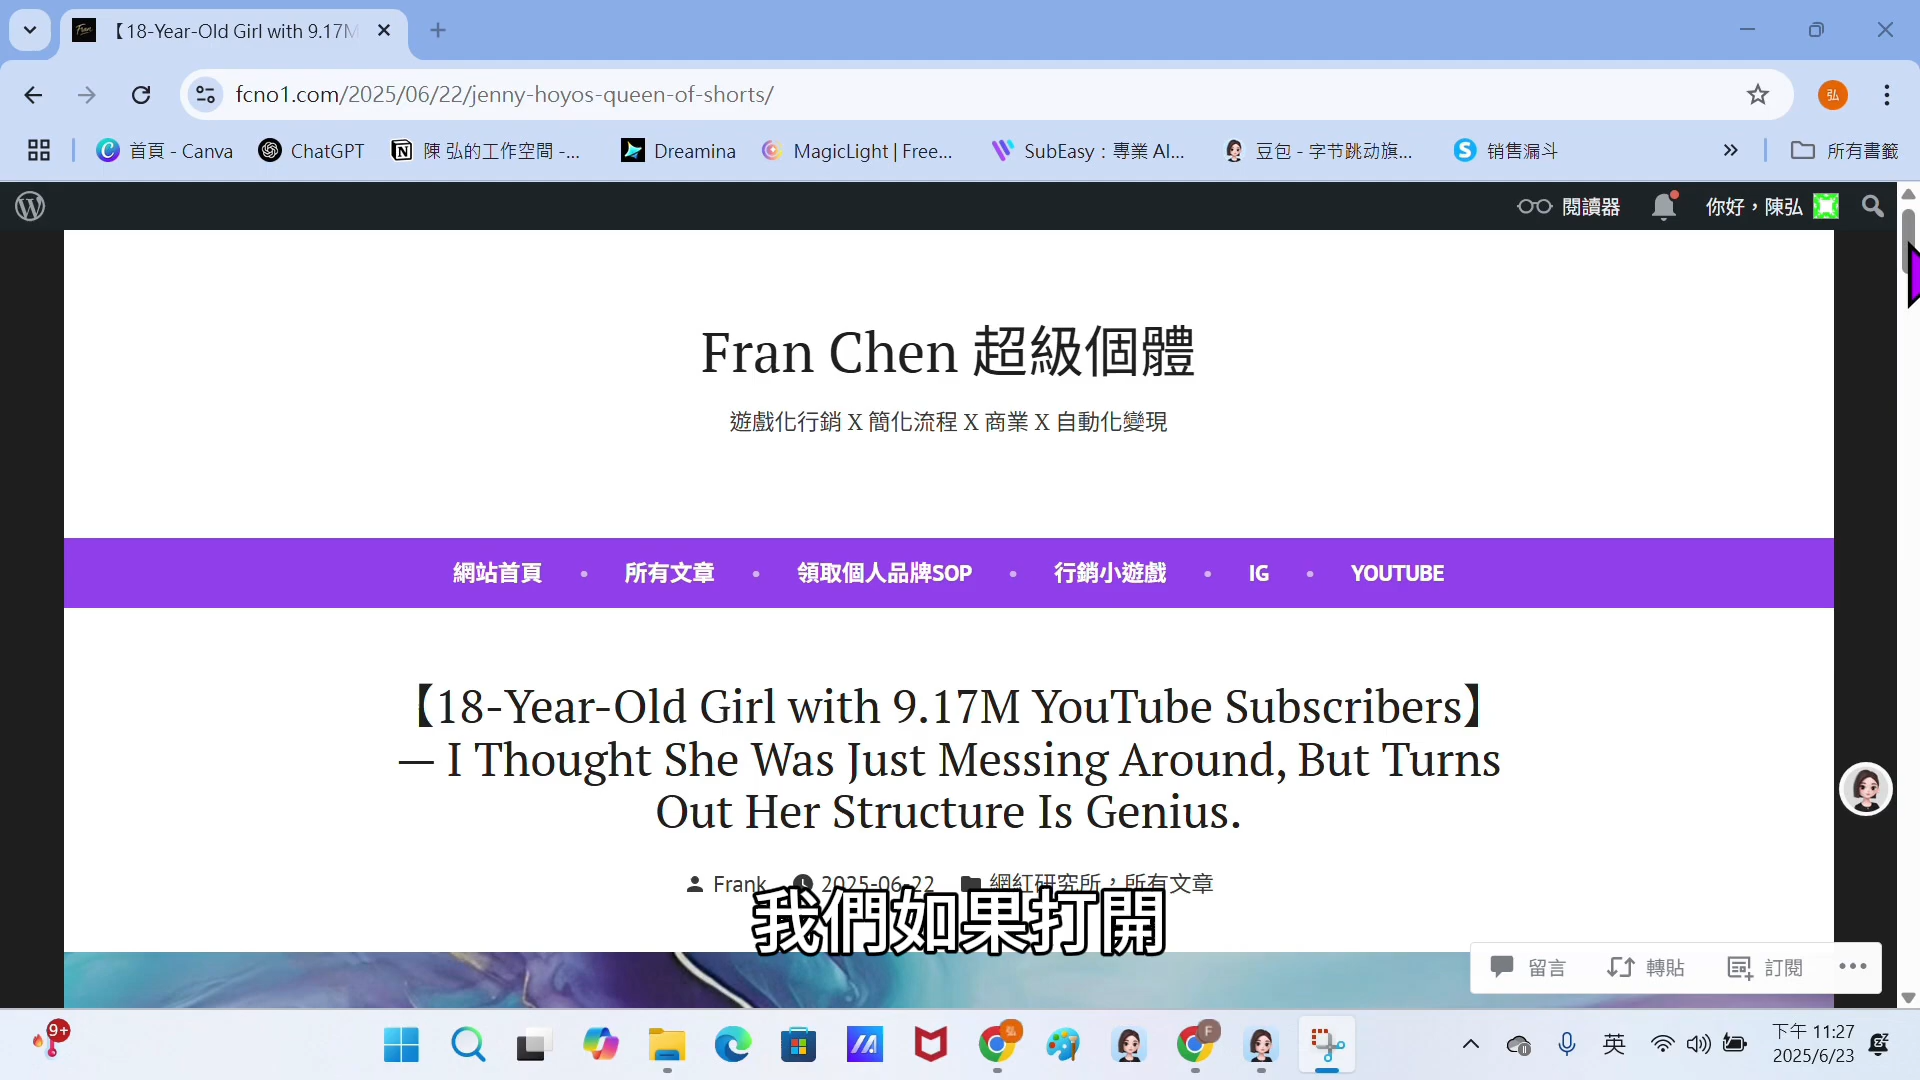 【18-Year-Old Girl with 9.17M
fcno1.com/2025/06/22/jenny-hoyos-queen-of-shorts/
弘
首頁 - Canva
ChatGPT
陳 弘的工作空間 -...
Dreamina
MagicLight | Free...
SubEasy：專業 AI...
豆包 - 字节跳动旗...
销售漏斗
所有書籤
閱讀器
你好，陳弘
Fran Chen 超級個體
遊戲化行銷 X 簡化流程 X 商業 X 自動化變現
網站首頁 • 所有文章 • 領取個人品牌SOP • 行銷小遊戲 • IG • YOUTUBE
【18-Year-Old Girl with 9.17M YouTube Subscribers】
— I Thought She Was Just Messing Around, But Turns
Out Her Structure Is Genius.
Frank 2025-06-22 網紅研究所，所有文章
我們如果打開
留言 轉貼 訂閱
9+
英
下午 11:27
2025/6/23